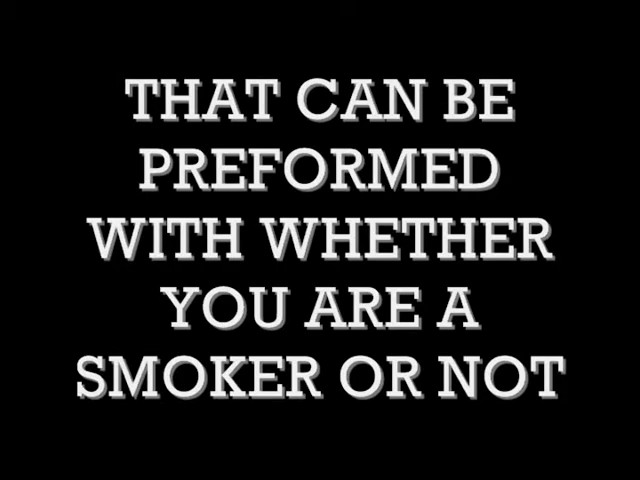 THAT CAN BE
PREFORMED
WITH WHETHER
YOU ARE A
SMOKER OR NOT